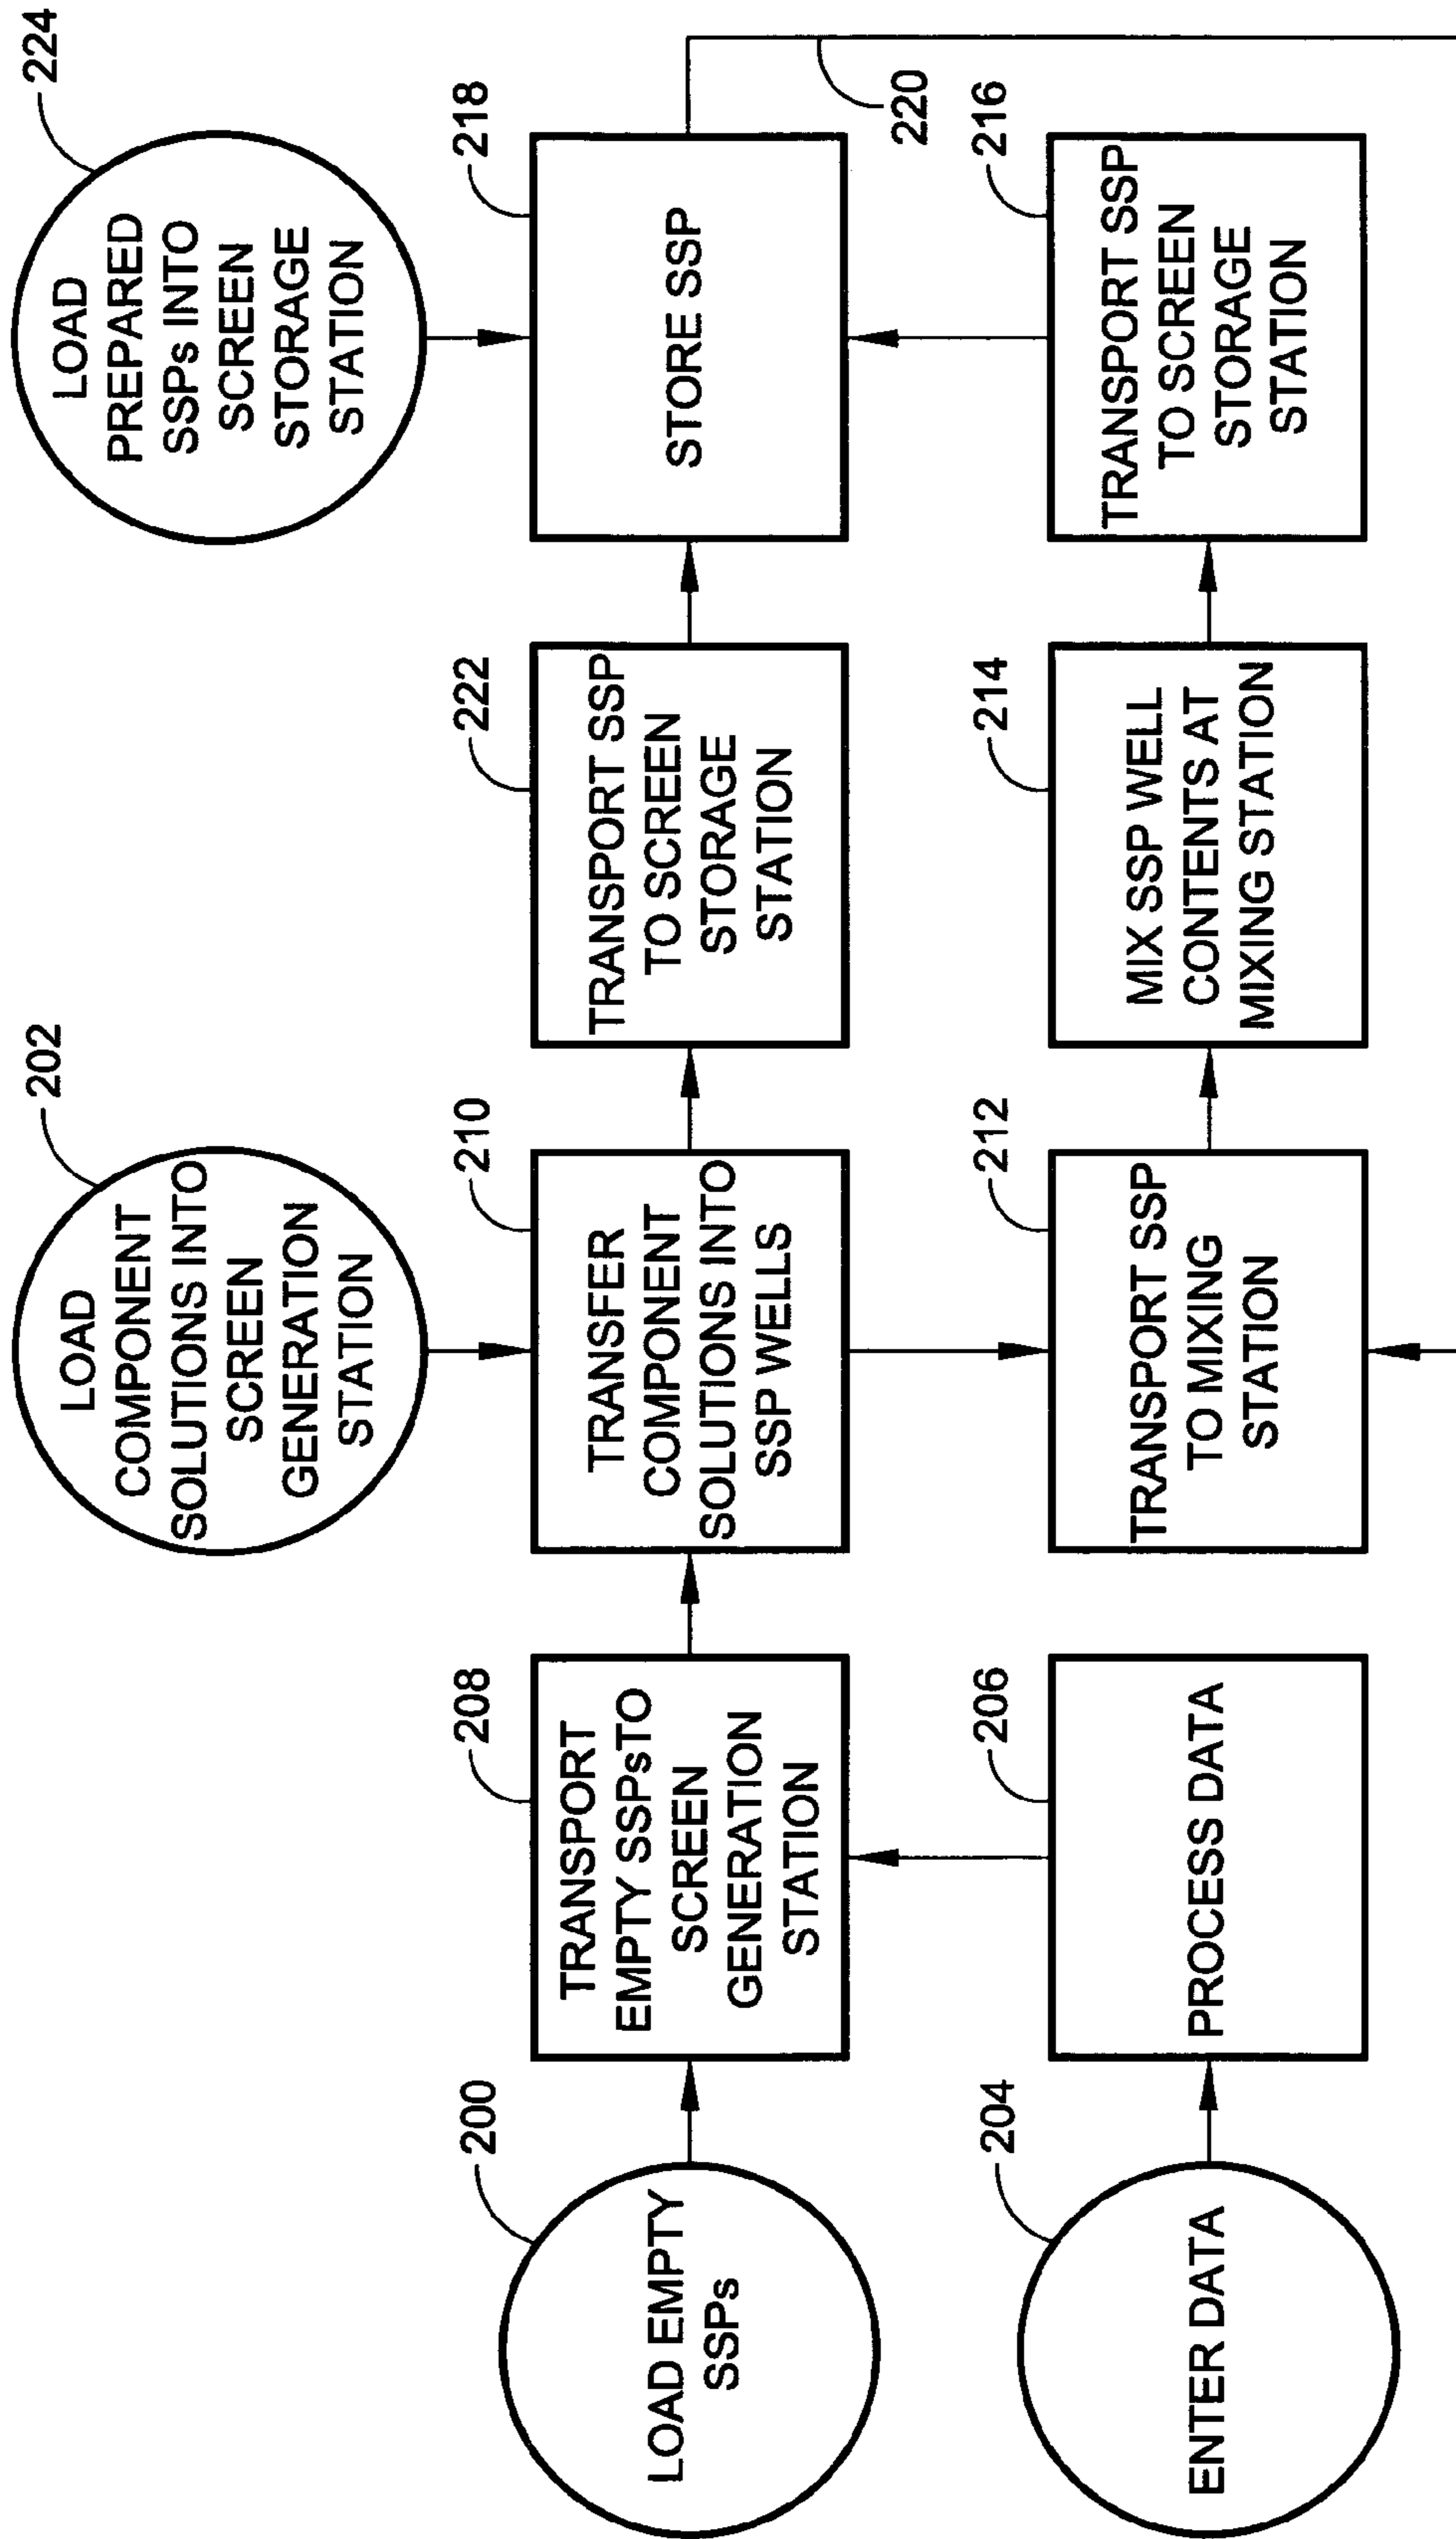 202
LOAD
COMPONENT
SOLUTIONS INTO
SCREEN
GENERATION
STATION
224
LOAD
PREPARED
SSPs INTO
SCREEN
STORAGE
STATION
200
LOAD EMPTY
SSPs
208
TRANSPORT
EMPTY SSPsTO
SCREEN
GENERATION
STATION
210
TRANSFER
COMPONENT
SOLUTIONS INTO
SSP WELLS
222
TRANSPORT SSP
TO SCREEN
STORAGE
STATION
218
STORE SSP
220
204
ENTER DATA
206
PROCESS DATA
212
TRANSPORT SSP
TO MIXING
STATION
214
MIX SSP WELL
CONTENTS AT
MIXING STATION
216
TRANSPORT SSP
TO SCREEN
STORAGE
STATION